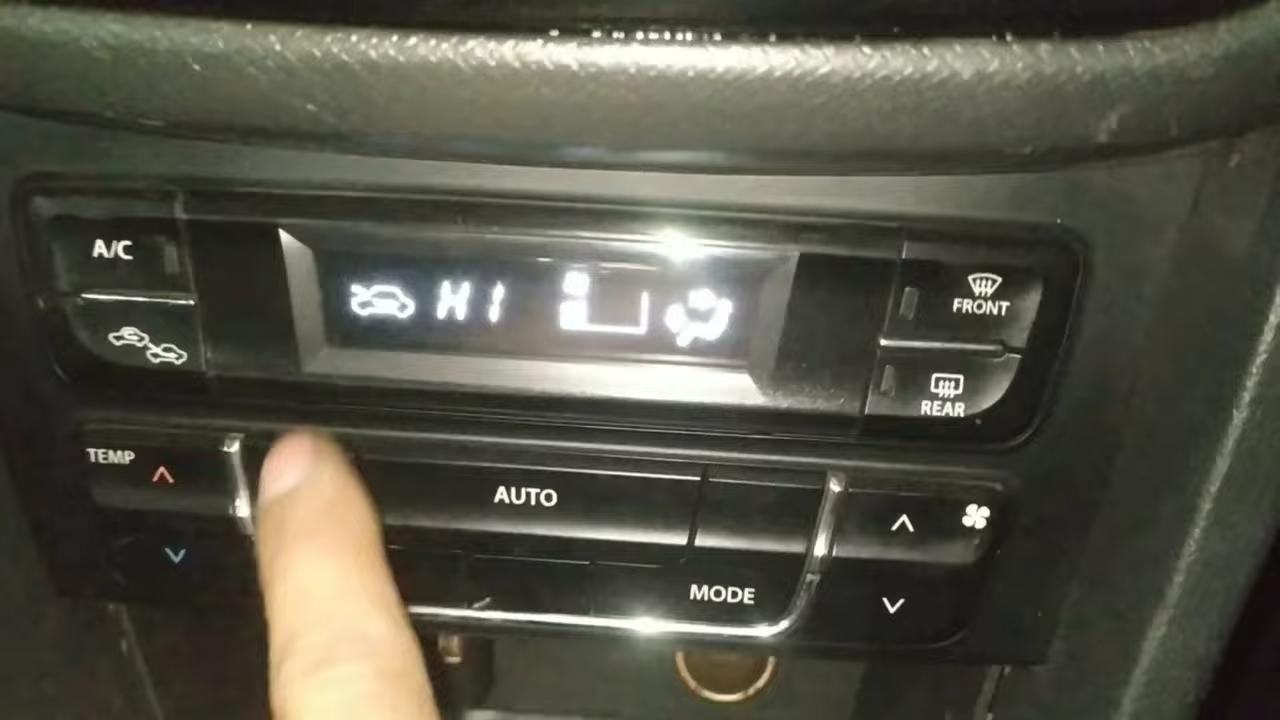 A/C
HI
FRONT
REAR
TEMP
AUTO
MODE